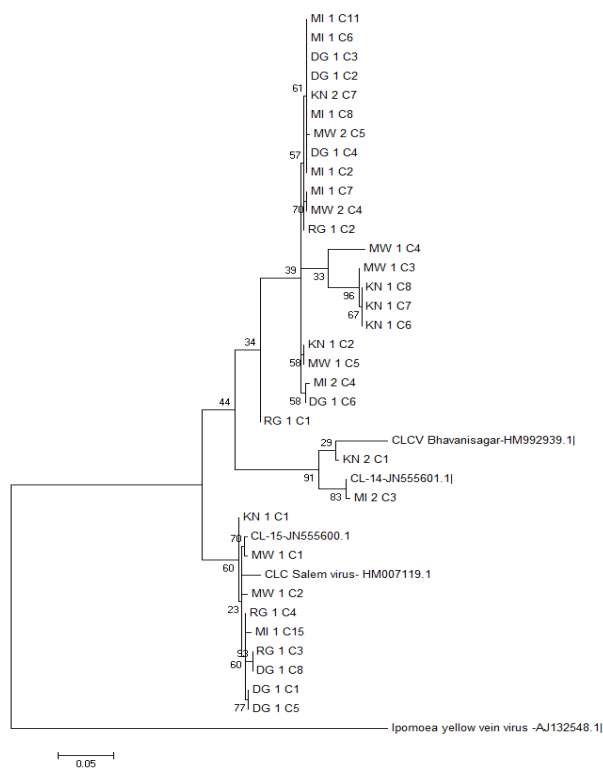 MI 1 C11
MI 1 C6
DG 1 C3
DG 1 C2
61
KN 2 C7
MI 1 C8
MW 2 C5
DG 1 C4
57
MI 1 C2
MI 1 C7
70
MW 2 C4
RG 1 C2
MW 1 C4
39
33
MW 1 C3
KN 1 C8
96
KN 1 C7
67
KN 1 C6
34
KN 1 C2
58
MW 1 C5
MI 2 C4
58
DG 1 C6
44
RG 1 C1
CLCV Bhavanisagar-HM992939.1|
29
KN 2 C1
91
CL-14-JN555601.1|
83
MI 2 C3
KN 1 C1
70
CL-15-JN555600.1
MW 1 C1
60
CLC Salem virus- HM007119.1
MW 1 C2
23
RG 1 C4
MI 1 C15
93
RG 1 C3
60
DG 1 C8
DG 1 C1
77
DG 1 C5
Ipomoea yellow vein virus -AJ132548.1|
0.05